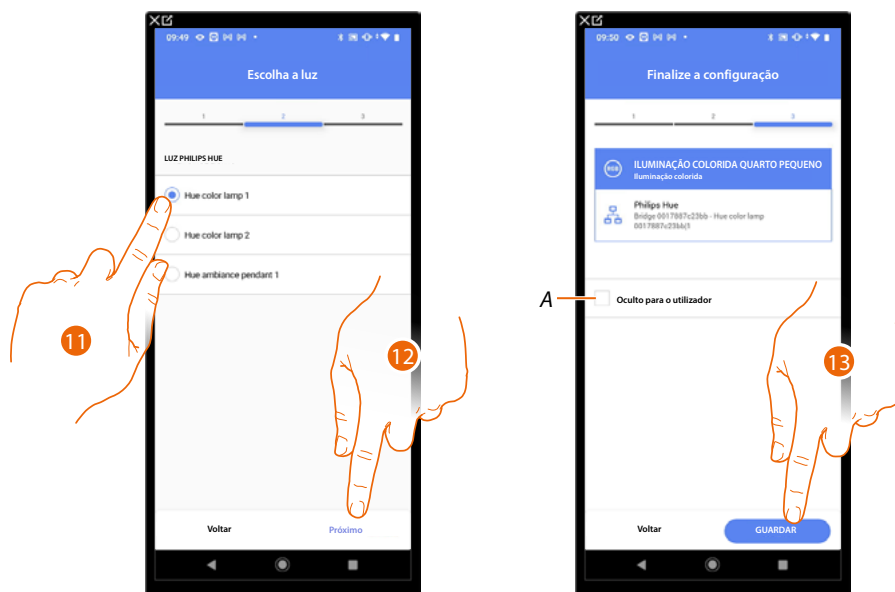 09:49
Escolha a luz
1 2 3
LUZ PHILIPS HUE
Hue color lamp 1
Hue color lamp 2
Hue ambiance pendant 1
11
12
Voltar Próximo
09:50
Finalize a configuração
1 2 3
RGB
ILUMINAÇÃO COLORIDA QUARTO PEQUENO
Iluminação colorida
Philips Hue
Bridge 0017887c23bb - Hue color lamp
0017887c23bb(1
A
Oculto para o utilizador
13
Voltar GUARDAR